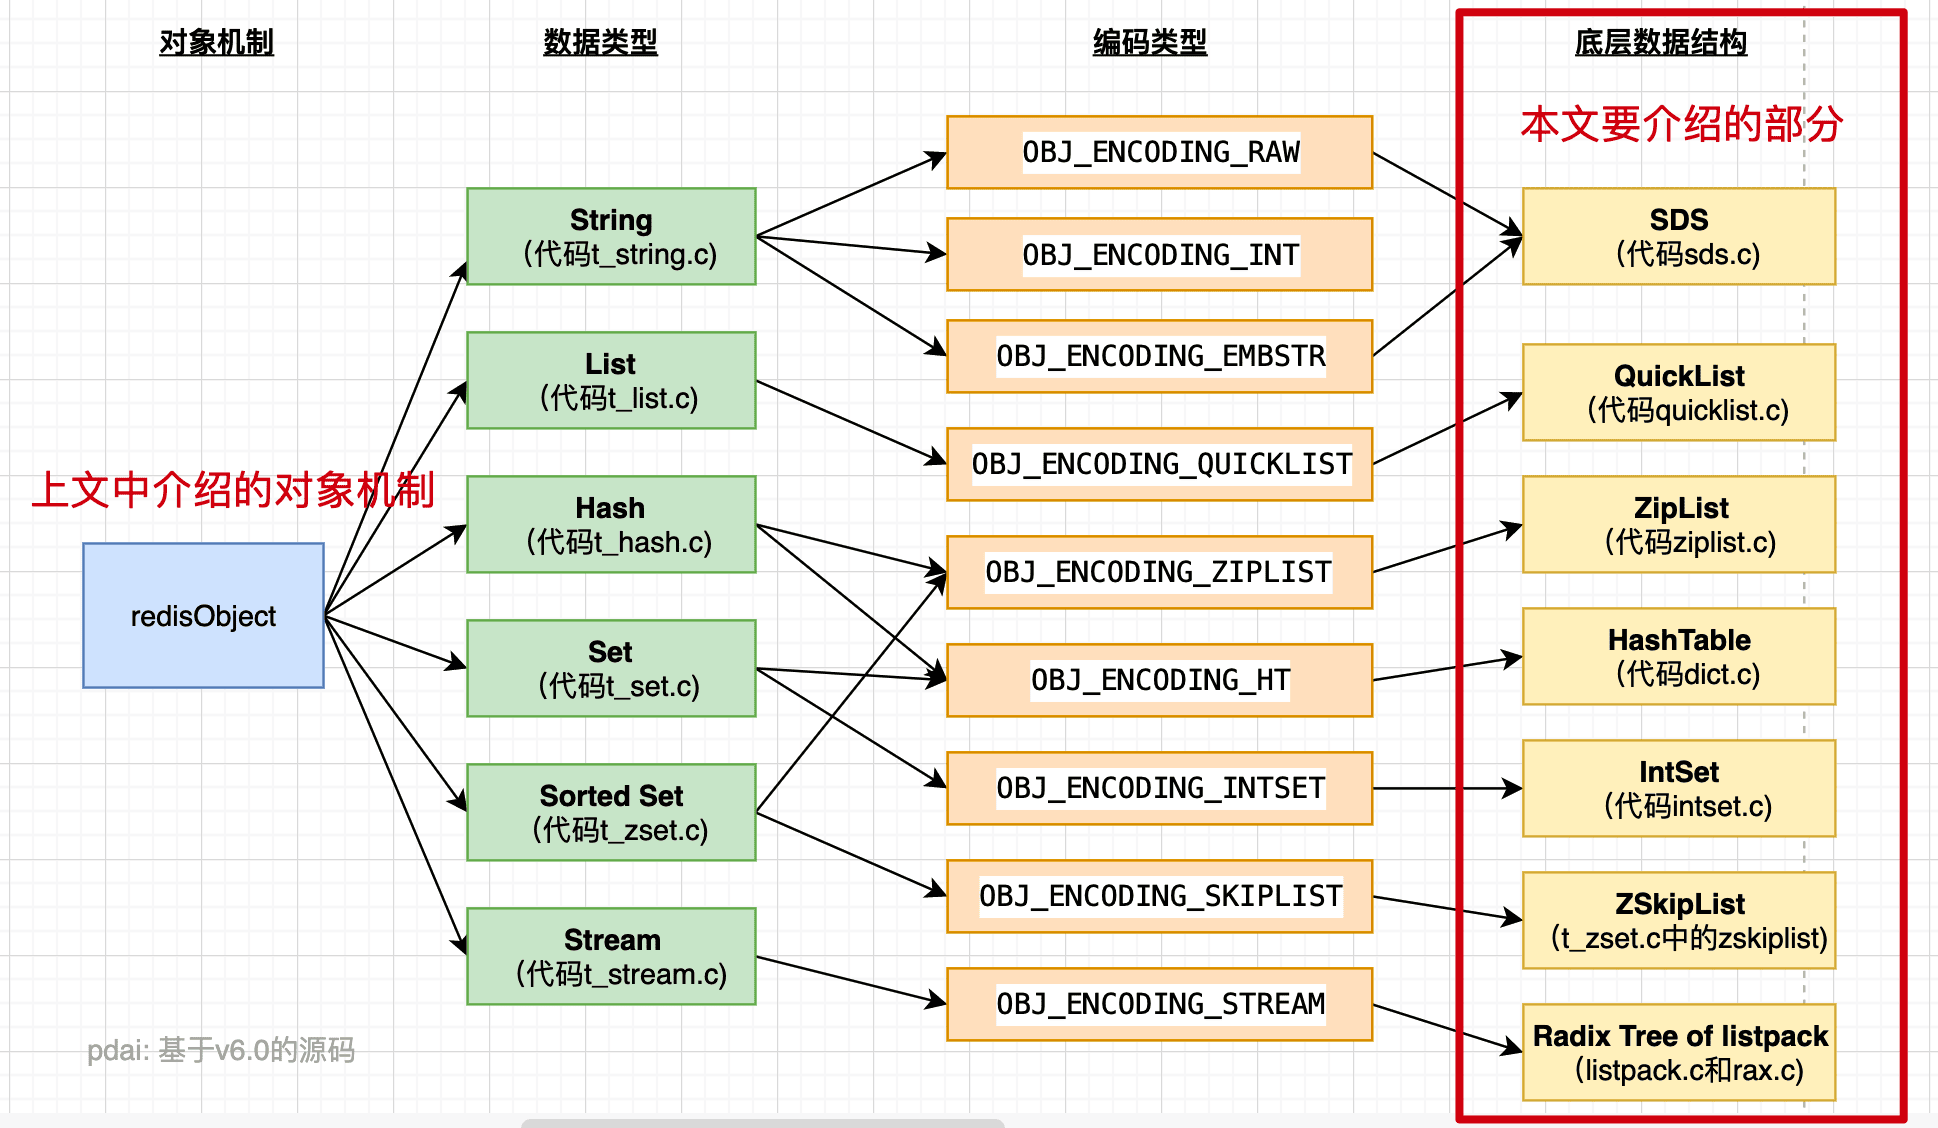 对象机制
数据类型
编码类型
底层数据结构
本文要介绍的部分
上文中介绍的对象机制
redisObject
String
(代码t_string.c)
List
(代码t_list.c)
Hash
(代码t_hash.c)
Set
(代码t_set.c)
Sorted Set
(代码t_zset.c)
Stream
(代码t_stream.c)
OBJ_ENCODING_RAW
OBJ_ENCODING_INT
OBJ_ENCODING_EMBSTR
OBJ_ENCODING_QUICKLIST
OBJ_ENCODING_ZIPLIST
OBJ_ENCODING_HT
OBJ_ENCODING_INTSET
OBJ_ENCODING_SKIPLIST
OBJ_ENCODING_STREAM
SDS
(代码sds.c)
QuickList
(代码quicklist.c)
ZipList
(代码ziplist.c)
HashTable
(代码dict.c)
IntSet
(代码intset.c)
ZSkipList
(t_zset.c中的zskiplist)
Radix Tree of listpack
(listpack.c和rax.c)
pdai: 基于v6.0的源码